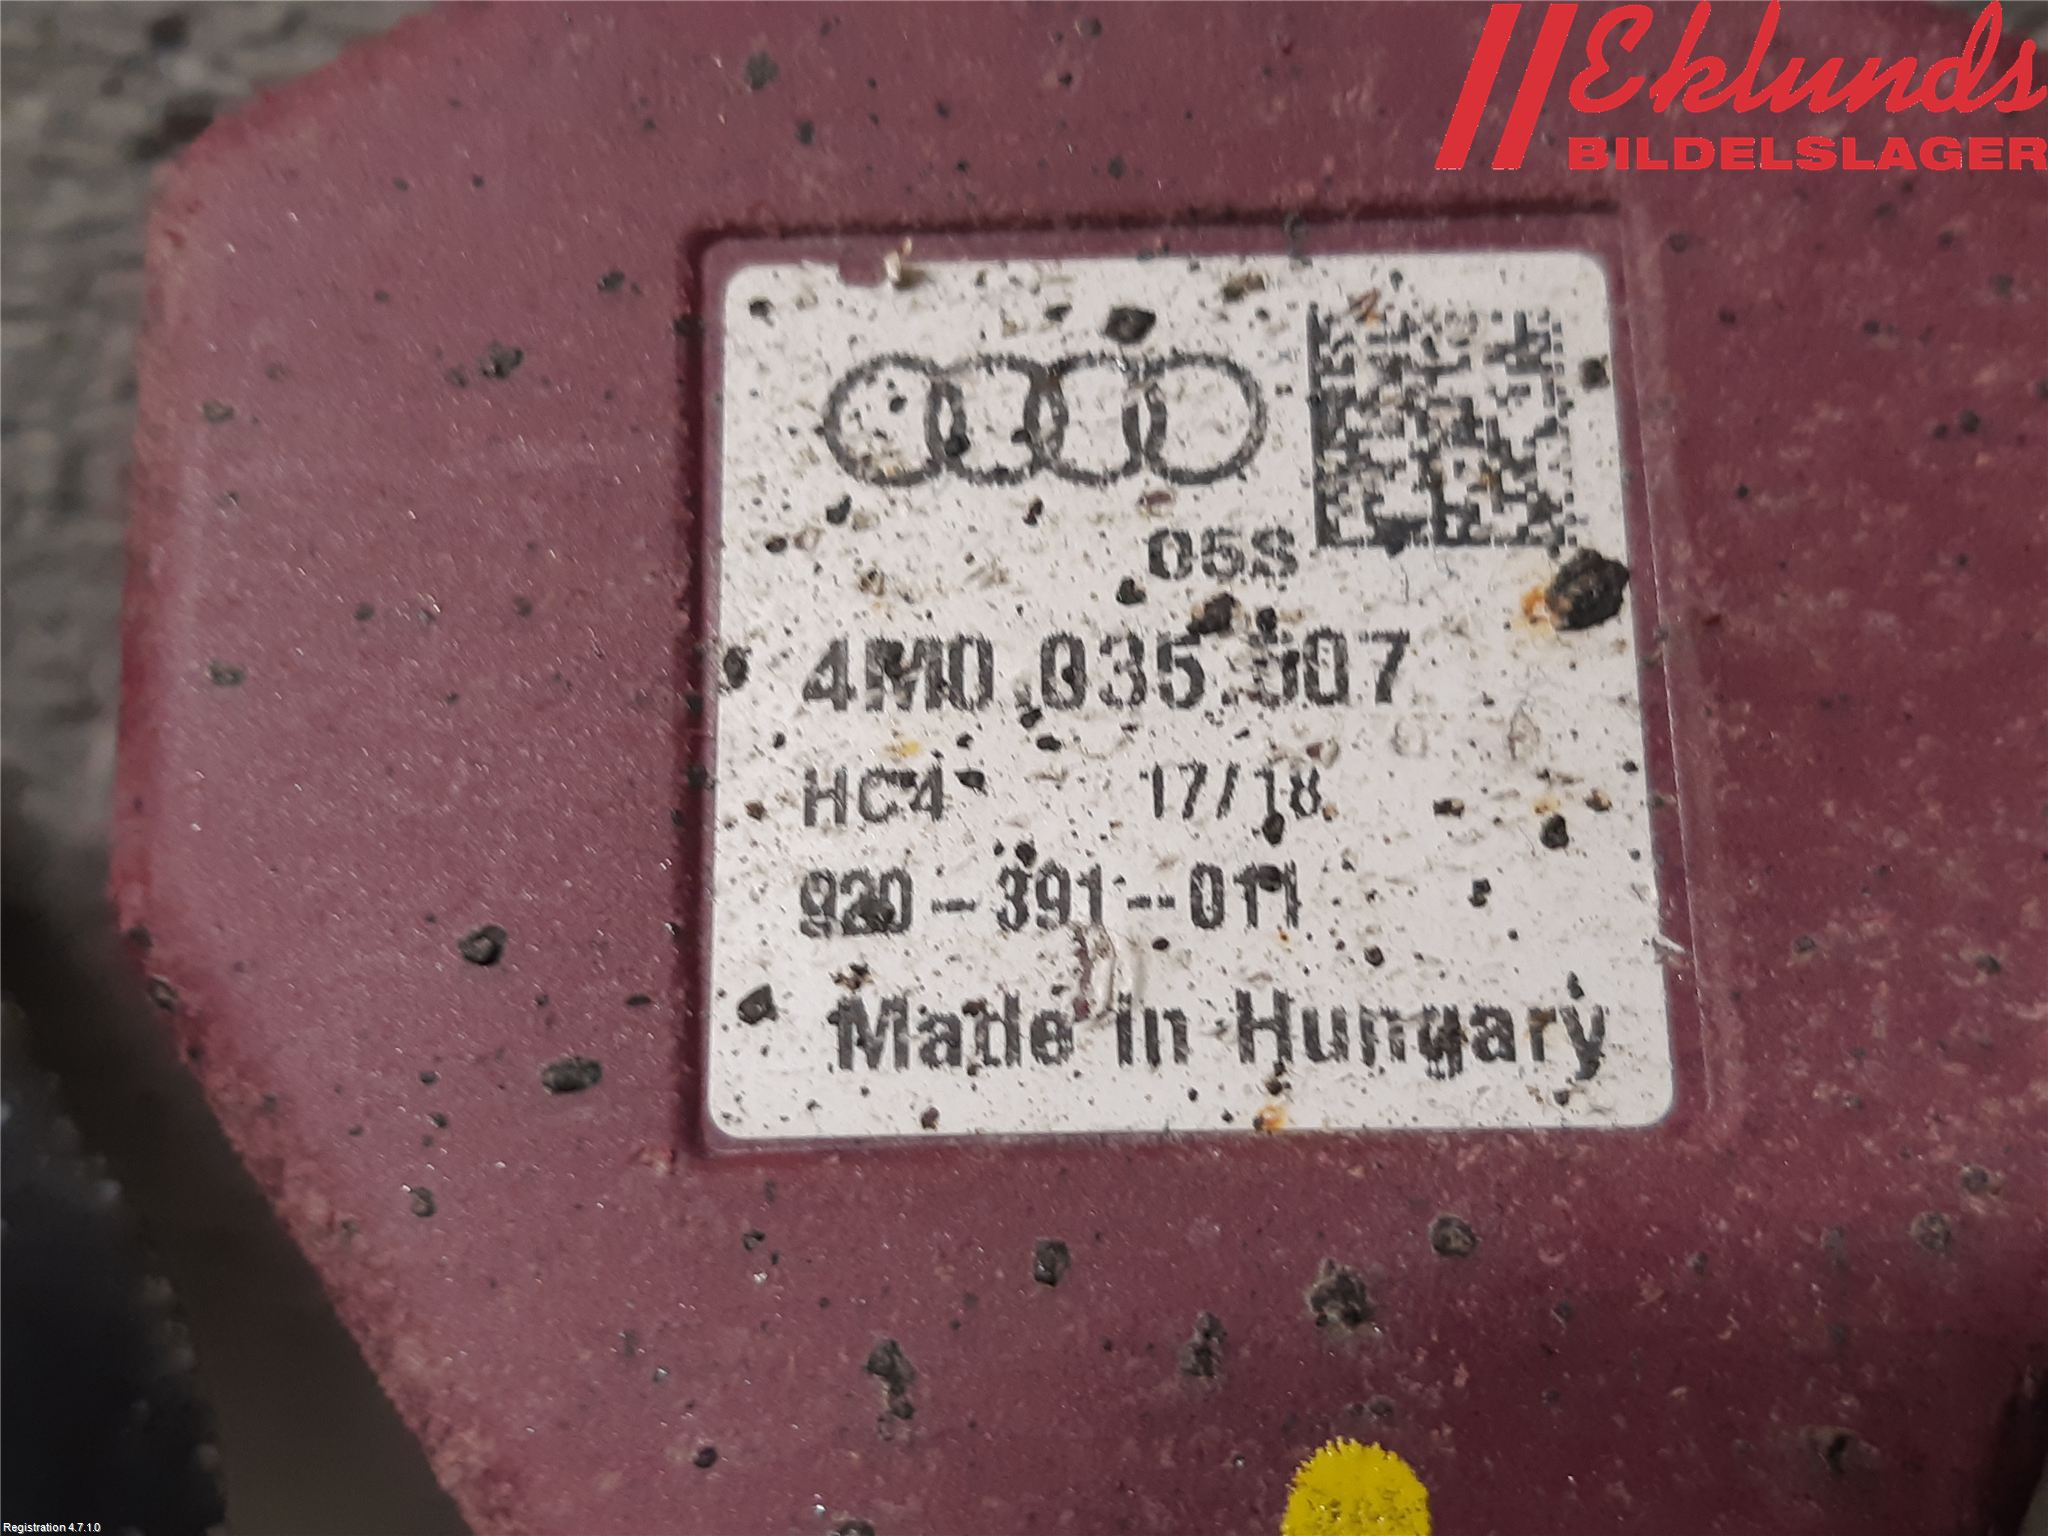 Eklunds
BILDELSLAGER
05S
4M0.035.507
HC4 17/18
920-391-011
Made in Hungary
Registration 4.7.1.0